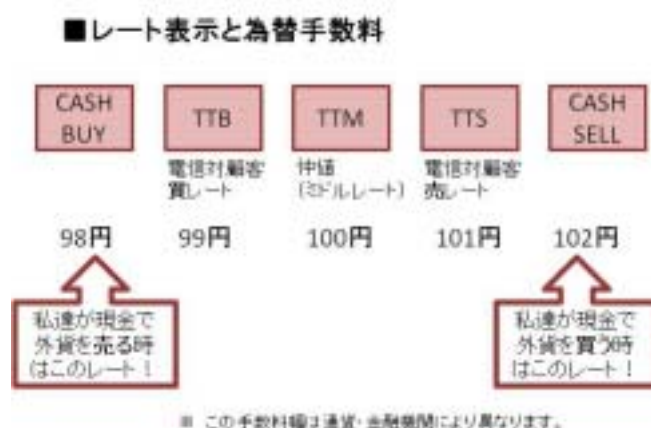 ■レート表示と為替手数料
CASH
BUY
TTB
TTM
TTS
CASH
SELL
電信対顧客
買レート
仲値
(ミドルレート)
電信対顧客
売レート
98円
99円
100円
101円
102円
私達が現金で
外貨を売る時
はこのレート！
私達が現金で
外貨を買う時
はこのレート！
※ この手数料幅は通貨・金融機関により異なります。